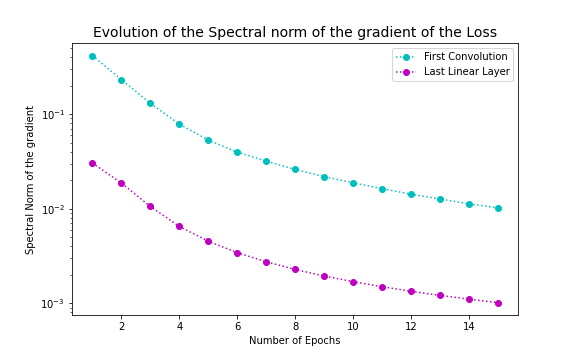 Evolution of the Spectral norm of the gradient of the Loss
First Convolution
Last Linear Layer
Spectral Norm of the gradient
10⁻¹
10⁻²
10⁻³
2 4 6 8 10 12 14
Number of Epochs